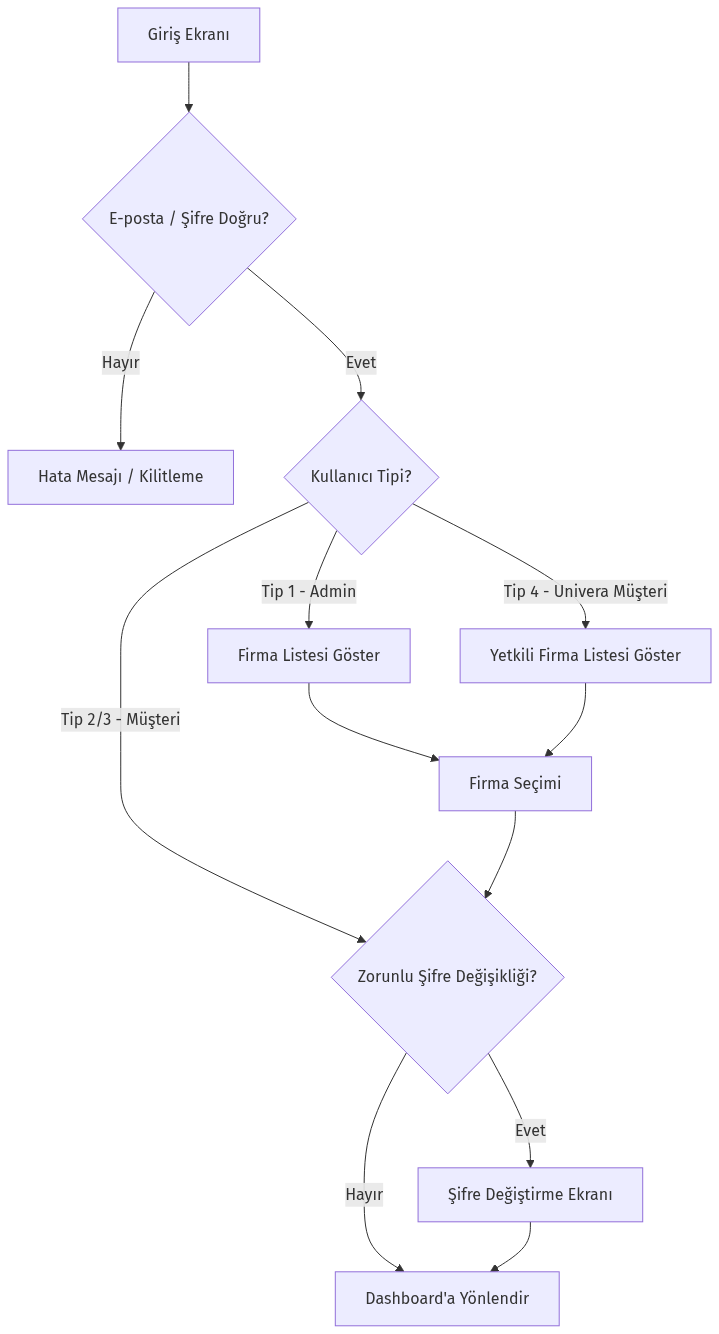 Giriş Ekranı
E-posta / Şifre Doğru?
Hayır
Evet
Hata Mesajı / Kilitleme
Kullanıcı Tipi?
Tip 1 - Admin
Tip 4 - Univera Müşteri
Firma Listesi Göster
Yetkili Firma Listesi Göster
Tip 2/3 - Müşteri
Firma Seçimi
Zorunlu Şifre Değişikliği?
Evet
Hayır
Şifre Değiştirme Ekranı
Dashboard'a Yönlendir